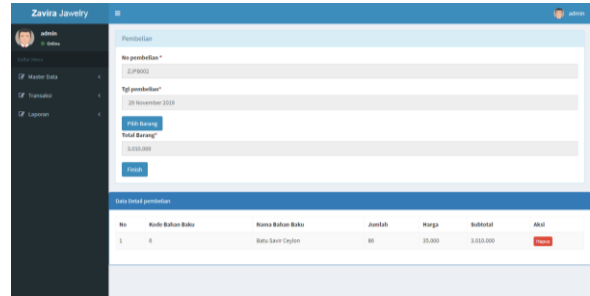 Zavira Jawelry
admin
admin
Online
Master Data
Transaksi
Laporan
Pembelian
No pembelian *
ZJPB002
Tgl pembelian*
29 November 2019
Pilih Barang
Total Barang*
3,010,000
Finish
Data Detail pembelian
No Kode Bahan Baku Nama Bahan Baku Jumlah Harga Subtotal Aksi
1 6 Batu Savir Ceylon 86 35,000 3,010,000 Hapus